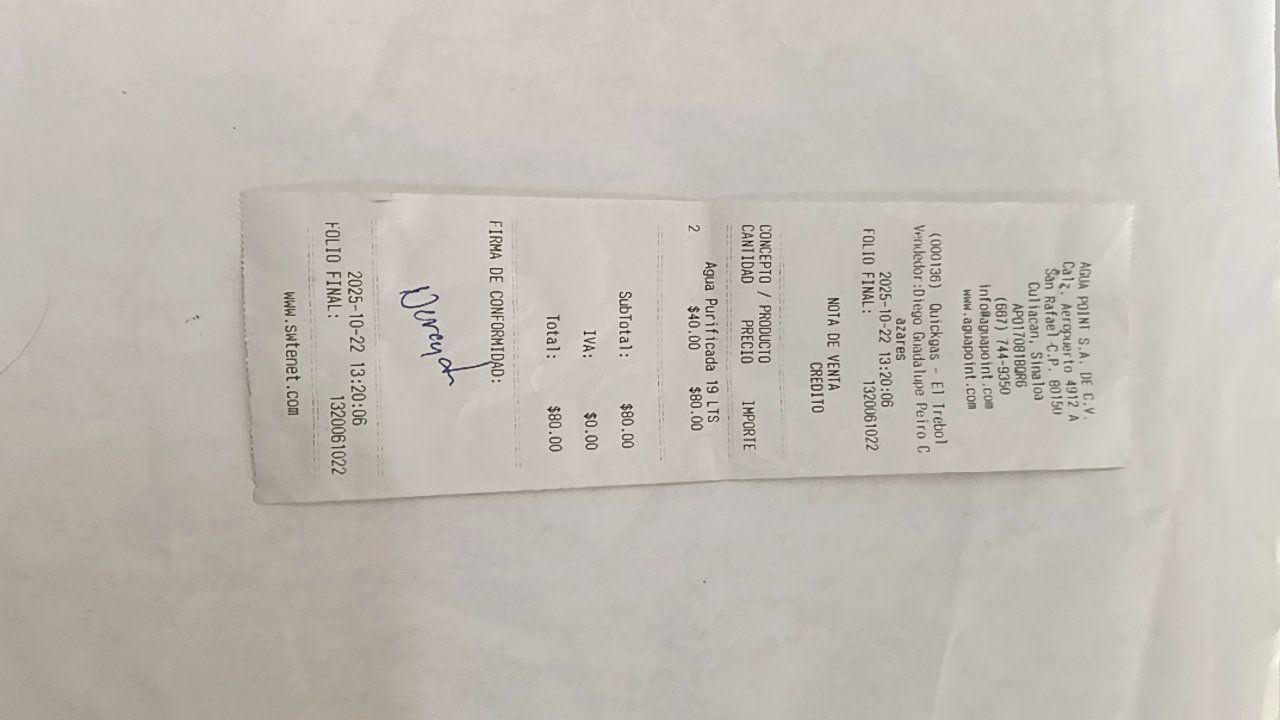 AGUA POINT S.A. DE C.V.
Calz. Aeropuerto 4912 A
San Rafael C.P. 80150
Culiacan, Sinaloa
APO170818QR6
(667) 744-9350
info@aguapoint.com
www.aguapoint.com
(000136) Quickgas - El Trebol
Vendedor:Diego Guadalupe Peiro C
azares
2025-10-22 13:20:06
FOLIO FINAL: 1320061022
NOTA DE VENTA
CREDITO
CONCEPTO / PRODUCTO
CANTIDAD PRECIO IMPORTE
Agua Purificada 19 LTS
2 $40.00 $80.00
SubTotal: $80.00
IVA: $0.00
Total: $80.00
FIRMA DE CONFORMIDAD:
2025-10-22 13:20:06
FOLIO FINAL: 1320061022
www.swtenet.com